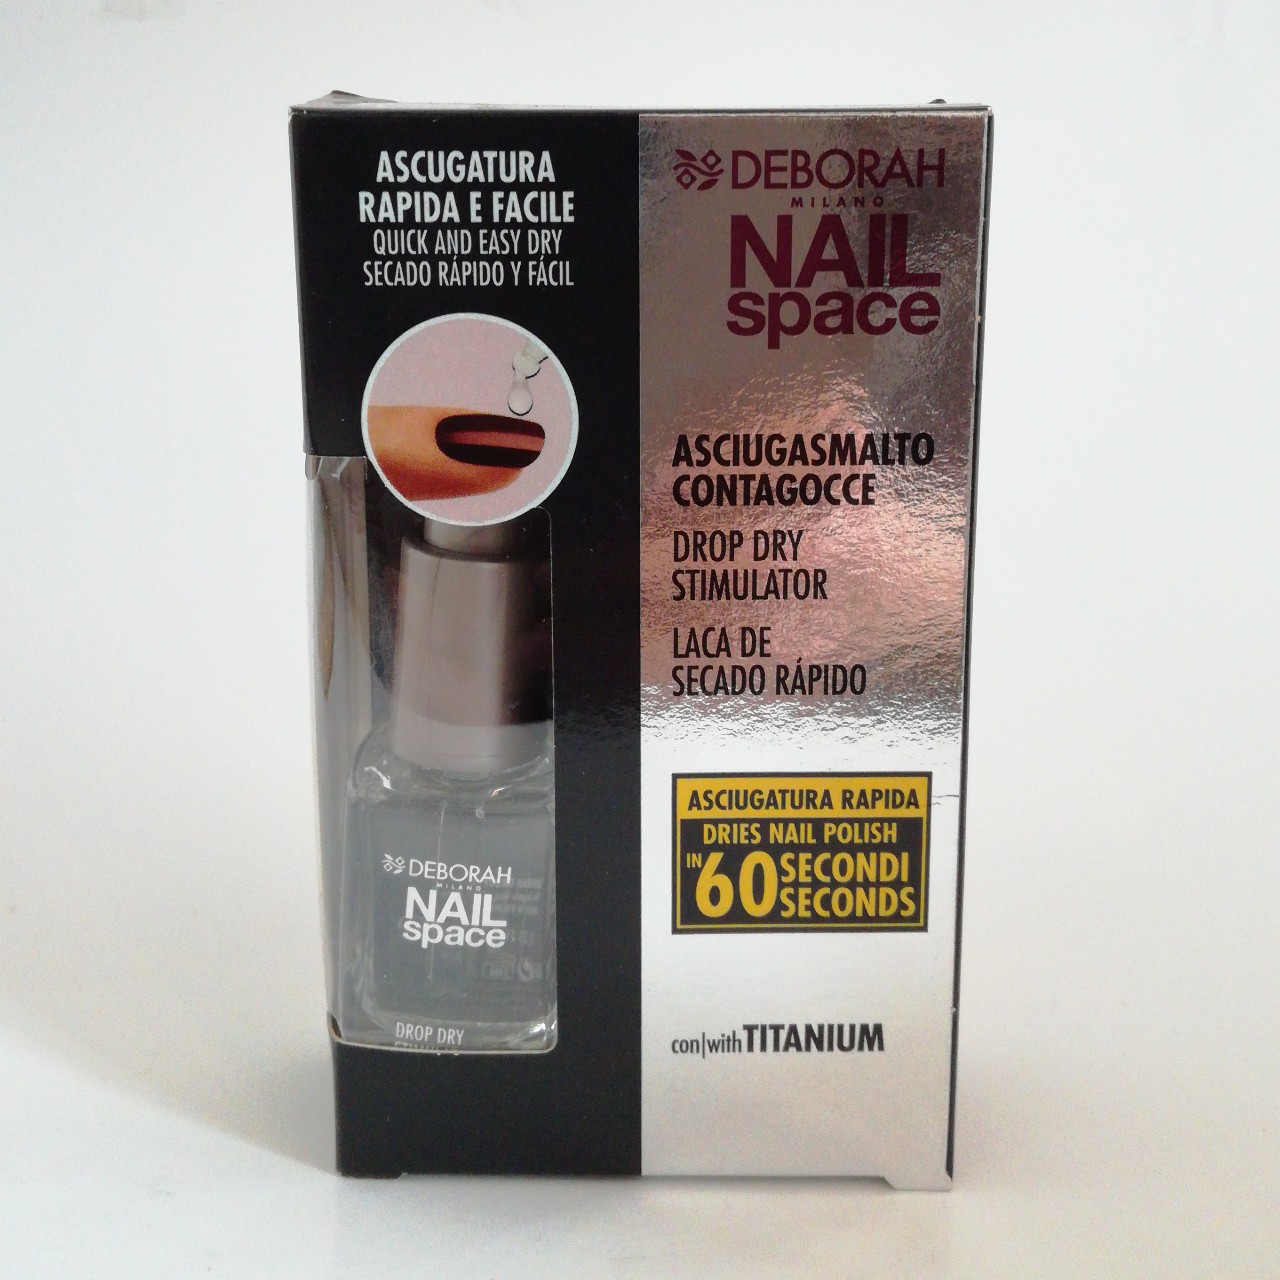 ASCUGATURA
RAPIDA E FACILE
QUICK AND EASY DRY
SECADO RÁPIDO Y FÁCIL
DEBORAH
MILANO
NAIL
space
ASCIUGASMALTO
CONTAGOCCE
DROP DRY
STIMULATOR
LACA DE
SECADO RÁPIDO
ASCIUGATURA RAPIDA
DRIES NAIL POLISH
IN 60 SECONDI
SECONDS
con|with TITANIUM
DEBORAH
MILANO
NAIL
space
DROP DRY